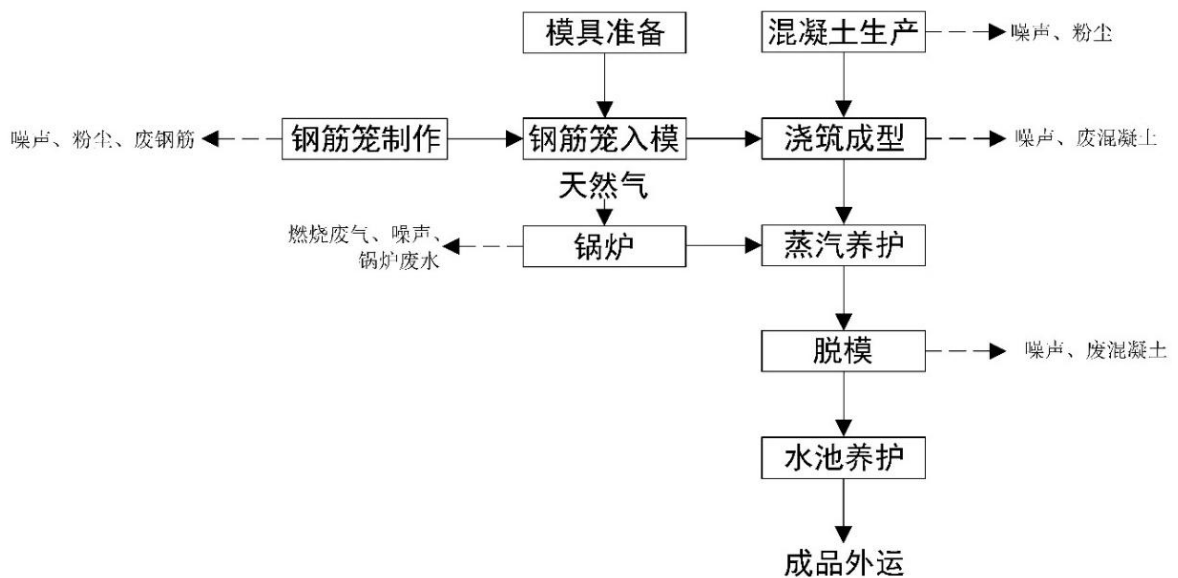 模具准备
混凝土生产
噪声、粉尘
噪声、粉尘、废钢筋
钢筋笼制作
钢筋笼入模
浇筑成型
噪声、废混凝土
天然气
燃烧废气、噪声、
锅炉废水
锅炉
蒸汽养护
脱模
噪声、废混凝土
水池养护
成品外运